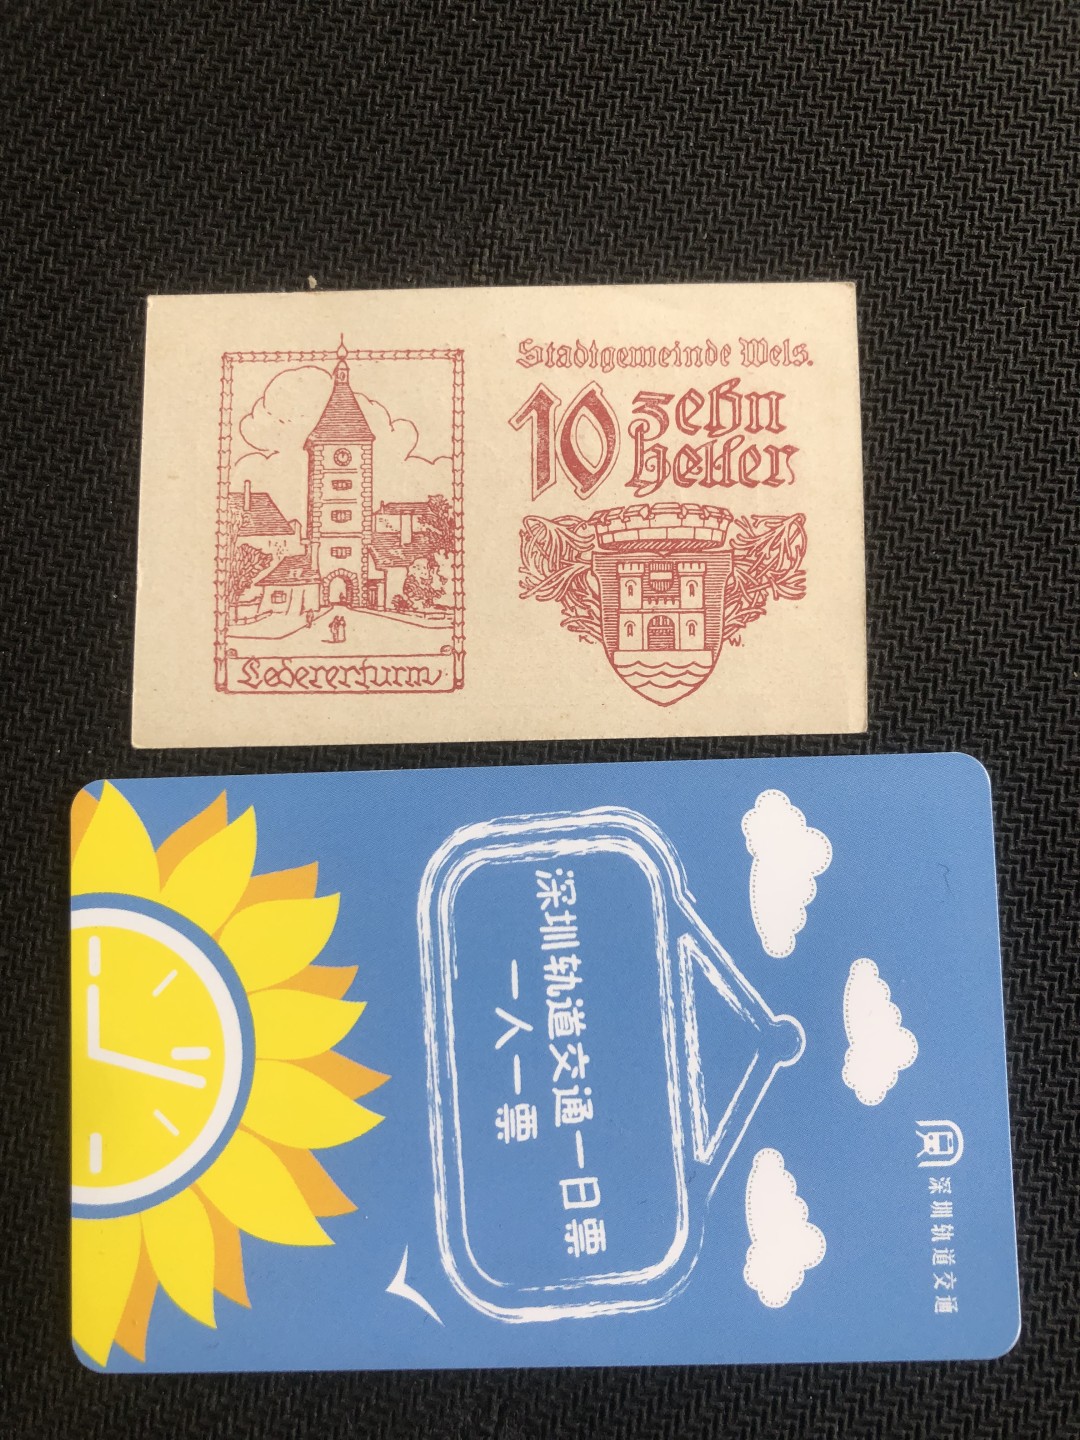 Stadtgemeinde Wels.
10 zehn
heller
Ledererturm
K. W.
深圳轨道交通一日票
一人一票
深圳轨道交通